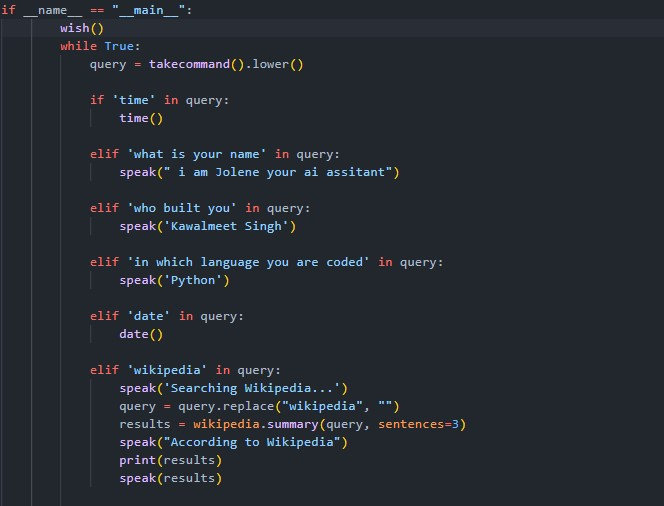 if __name__ == "__main__":
wish()
while True:
query = takecommand().lower()
if 'time' in query:
time()
elif 'what is your name' in query:
speak(" i am Jolene your ai assitant")
elif 'who built you' in query:
speak('Kawalmeet Singh')
elif 'in which language you are coded' in query:
speak('Python')
elif 'date' in query:
date()
elif 'wikipedia' in query:
speak('Searching Wikipedia...')
query = query.replace("wikipedia", "")
results = wikipedia.summary(query, sentences=3)
speak("According to Wikipedia")
print(results)
speak(results)